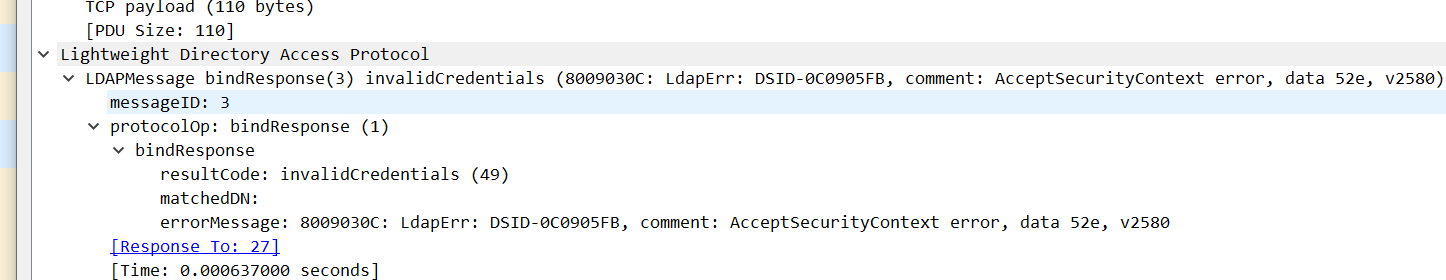 TCP payload (110 bytes)
[PDU Size: 110]
Lightweight Directory Access Protocol
LDAPMessage bindResponse(3) invalidCredentials (8009030C: LdapErr: DSID-0C0905FB, comment: AcceptSecurityContext error, data 52e, v2580)
messageID: 3
protocolOp: bindResponse (1)
bindResponse
resultCode: invalidCredentials (49)
matchedDN:
errorMessage: 8009030C: LdapErr: DSID-0C0905FB, comment: AcceptSecurityContext error, data 52e, v2580
[Response To: 27]
[Time: 0.000637000 seconds]